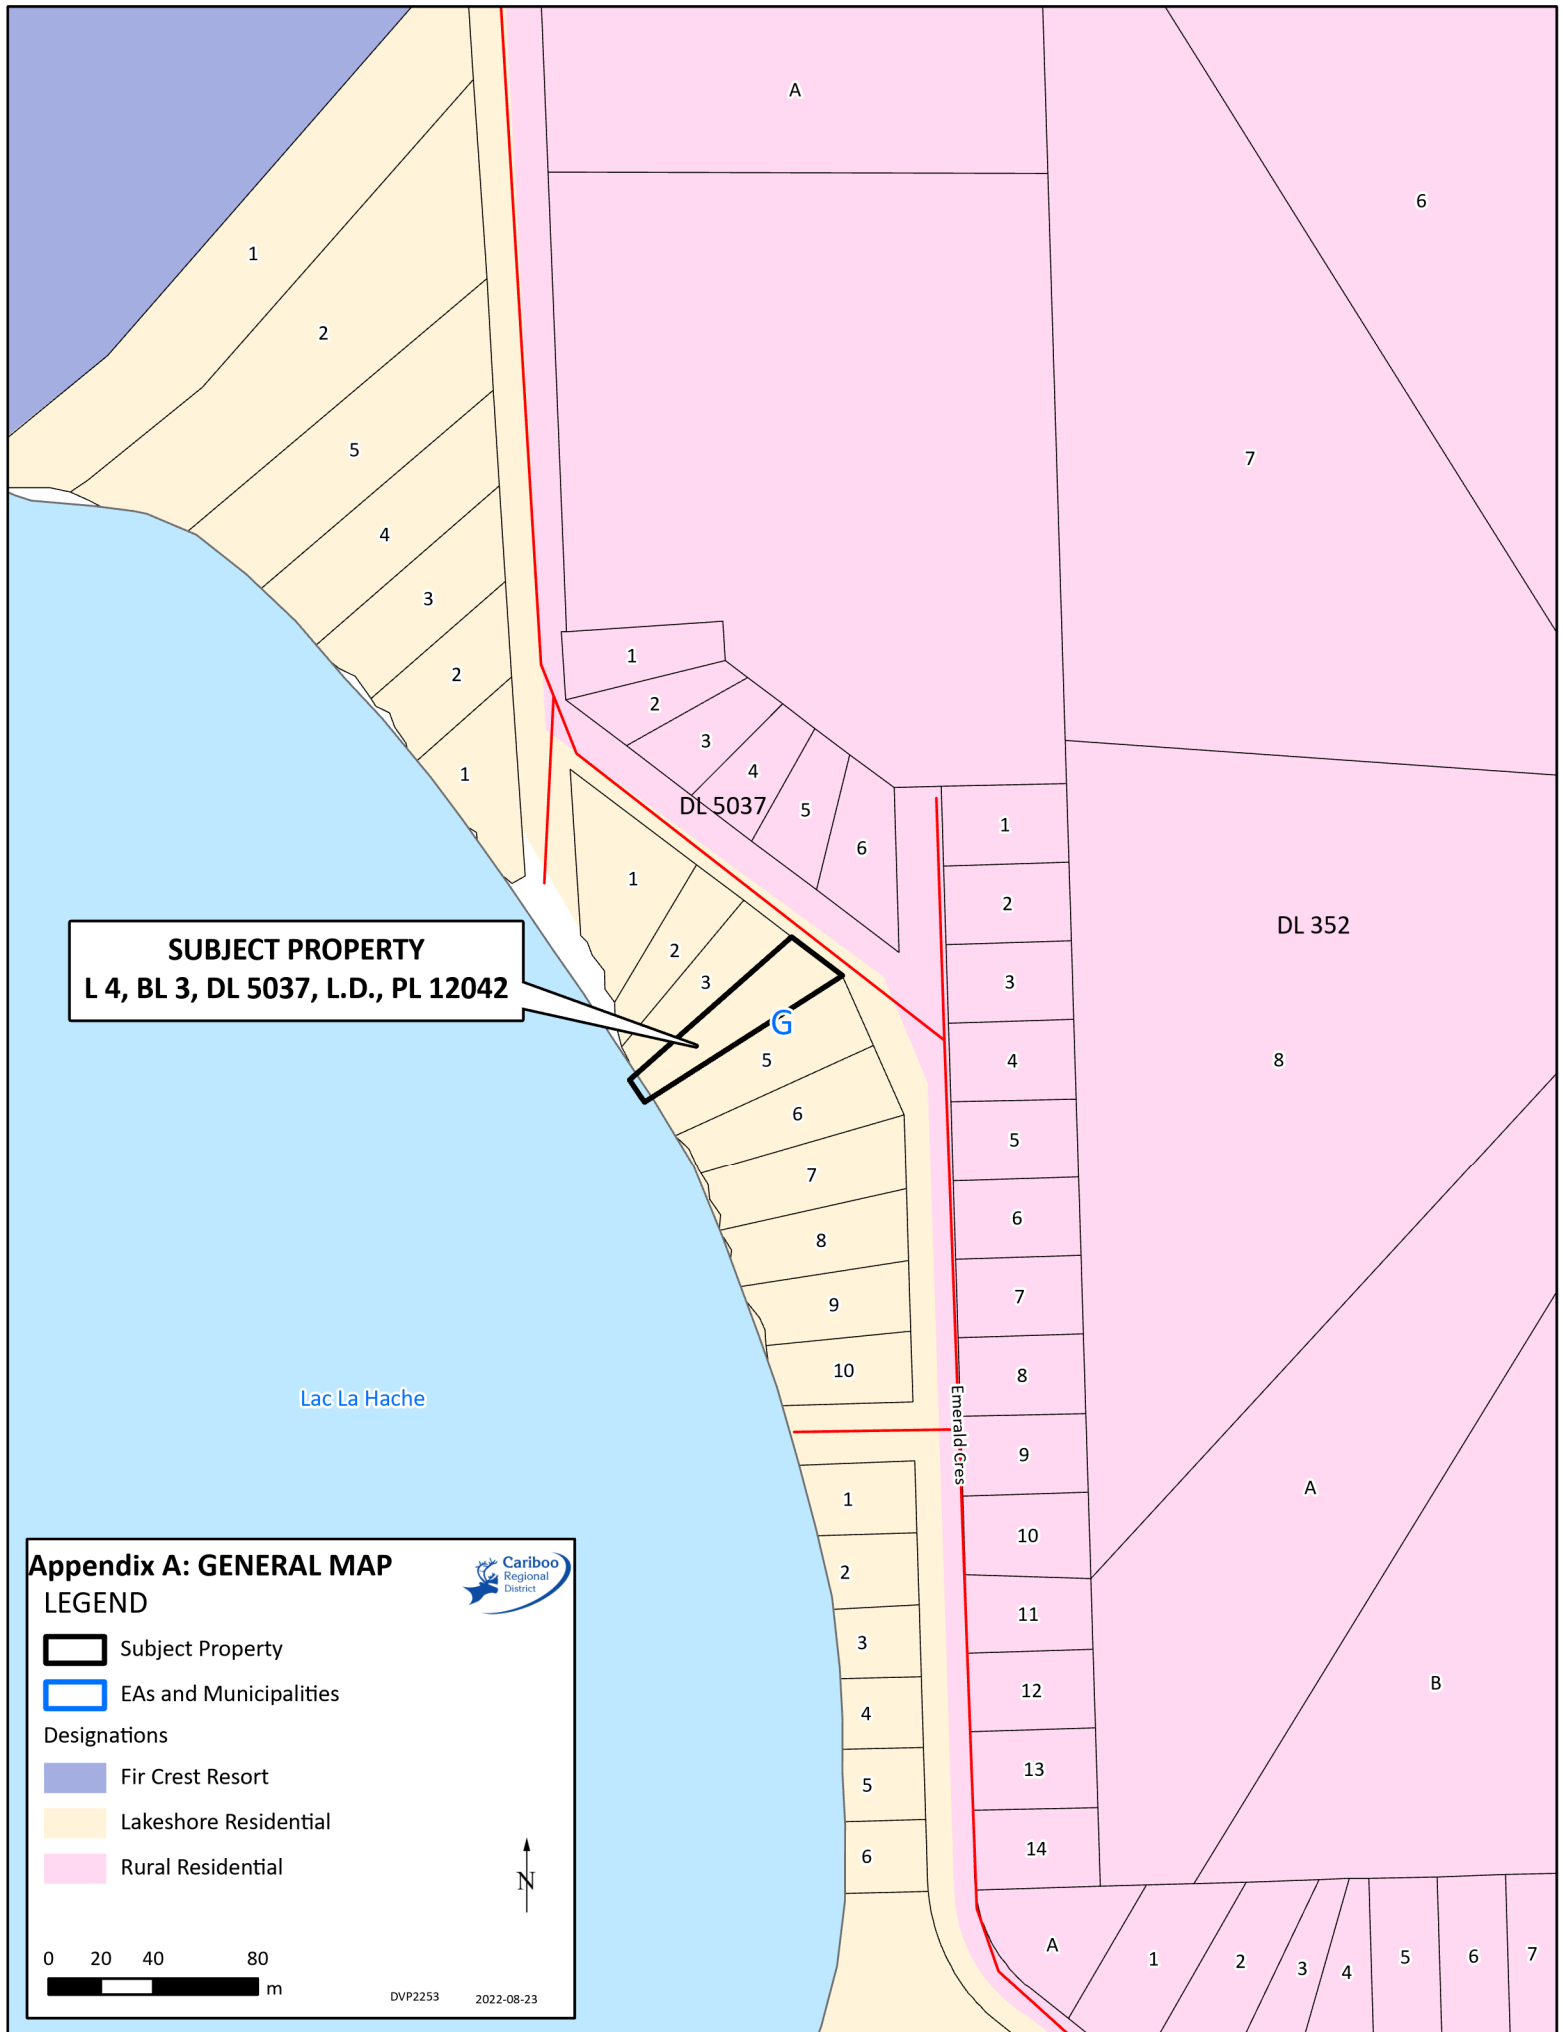 A
6
1
2
7
5
4
3
2
1
1
2
3
4
5
6
DL 5037
1
2
3
4
5
6
7
8
9
10
11
12
13
14
DL 352
8
1
2
3
SUBJECT PROPERTY
L 4, BL 3, DL 5037, L.D., PL 12042
G
5
6
7
8
9
10
Lac La Hache
Emerald Cres
1
2
3
4
5
6
A
B
A
1
2
3
4
5
6
7
Appendix A: GENERAL MAP
Cariboo
Regional
District
LEGEND
Subject Property
EAs and Municipalities
Designations
Fir Crest Resort
Lakeshore Residential
Rural Residential
N
0 20 40 80
m
DVP2253 2022-08-23